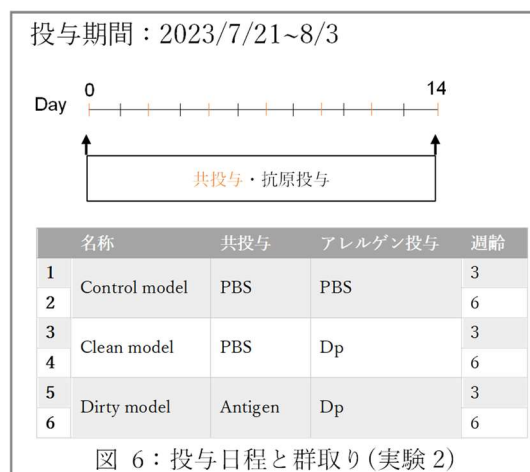 投与期間：2023/7/21~8/3
0 14
Day
共投与・抗原投与
名称 共投与 アレルゲン投与 週齢
1 3
Control model PBS PBS
2 6
3 3
Clean model PBS Dp
4 6
5 3
Dirty model Antigen Dp
6 6
図 6：投与日程と群取り(実験 2)